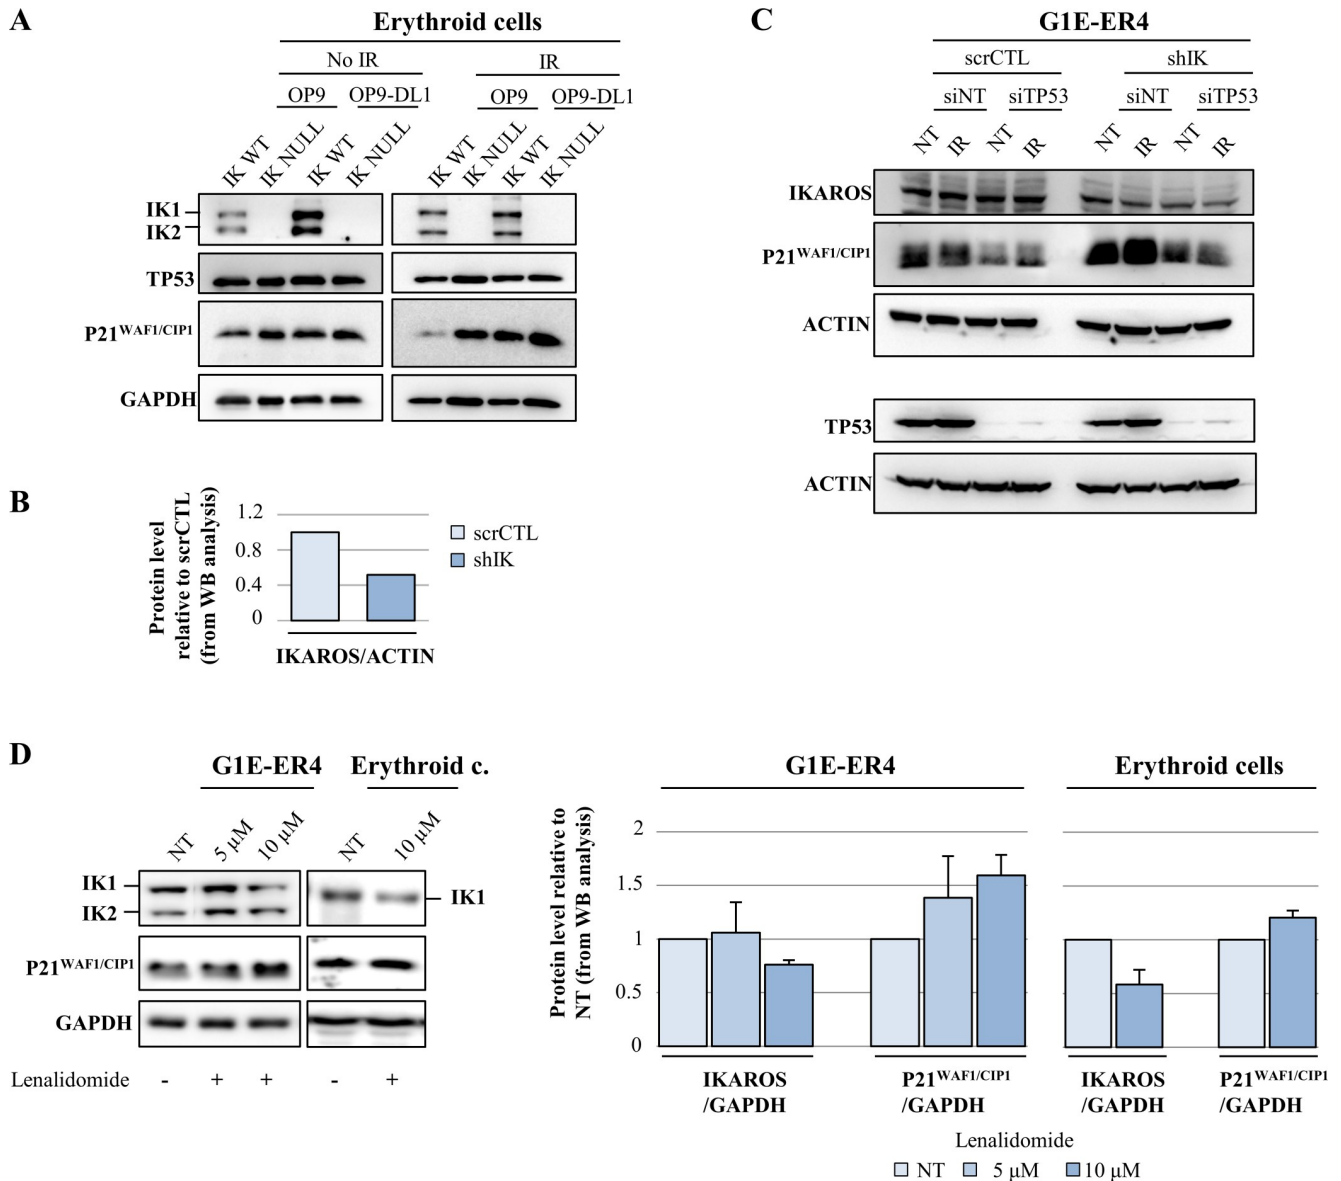 A
Erythroid cells
No IR
IR
OP9
OP9-DL1
OP9
OP9-DL1
IK WT
IK NULL
IK WT
IK NULL
IK WT
IK NULL
IK WT
IK NULL
IK1
IK2
TP53
P21WAF1/CIP1
GAPDH
B
Protein level
relative to scrCTL
(from WB analysis)
1.2
0.8
0.4
0
scrCTL
shIK
IKAROS/ACTIN
C
G1E-ER4
scrCTL
shIK
siNT
siTP53
siNT
siTP53
NT
IR
NT
IR
NT
IR
NT
IR
IKAROS
P21WAF1/CIP1
ACTIN
TP53
ACTIN
D
G1E-ER4
Erythroid c.
NT
5 µM
10 µM
NT
10 µM
IK1
IK2
IK1
P21WAF1/CIP1
GAPDH
Lenalidomide
-
+
+
-
+
G1E-ER4
Erythroid cells
Protein level relative to
NT (from WB analysis)
2
1.5
1
0.5
0
IKAROS
/GAPDH
P21WAF1/CIP1
/GAPDH
IKAROS
/GAPDH
P21WAF1/CIP1
/GAPDH
Lenalidomide
NT
5 µM
10 µM